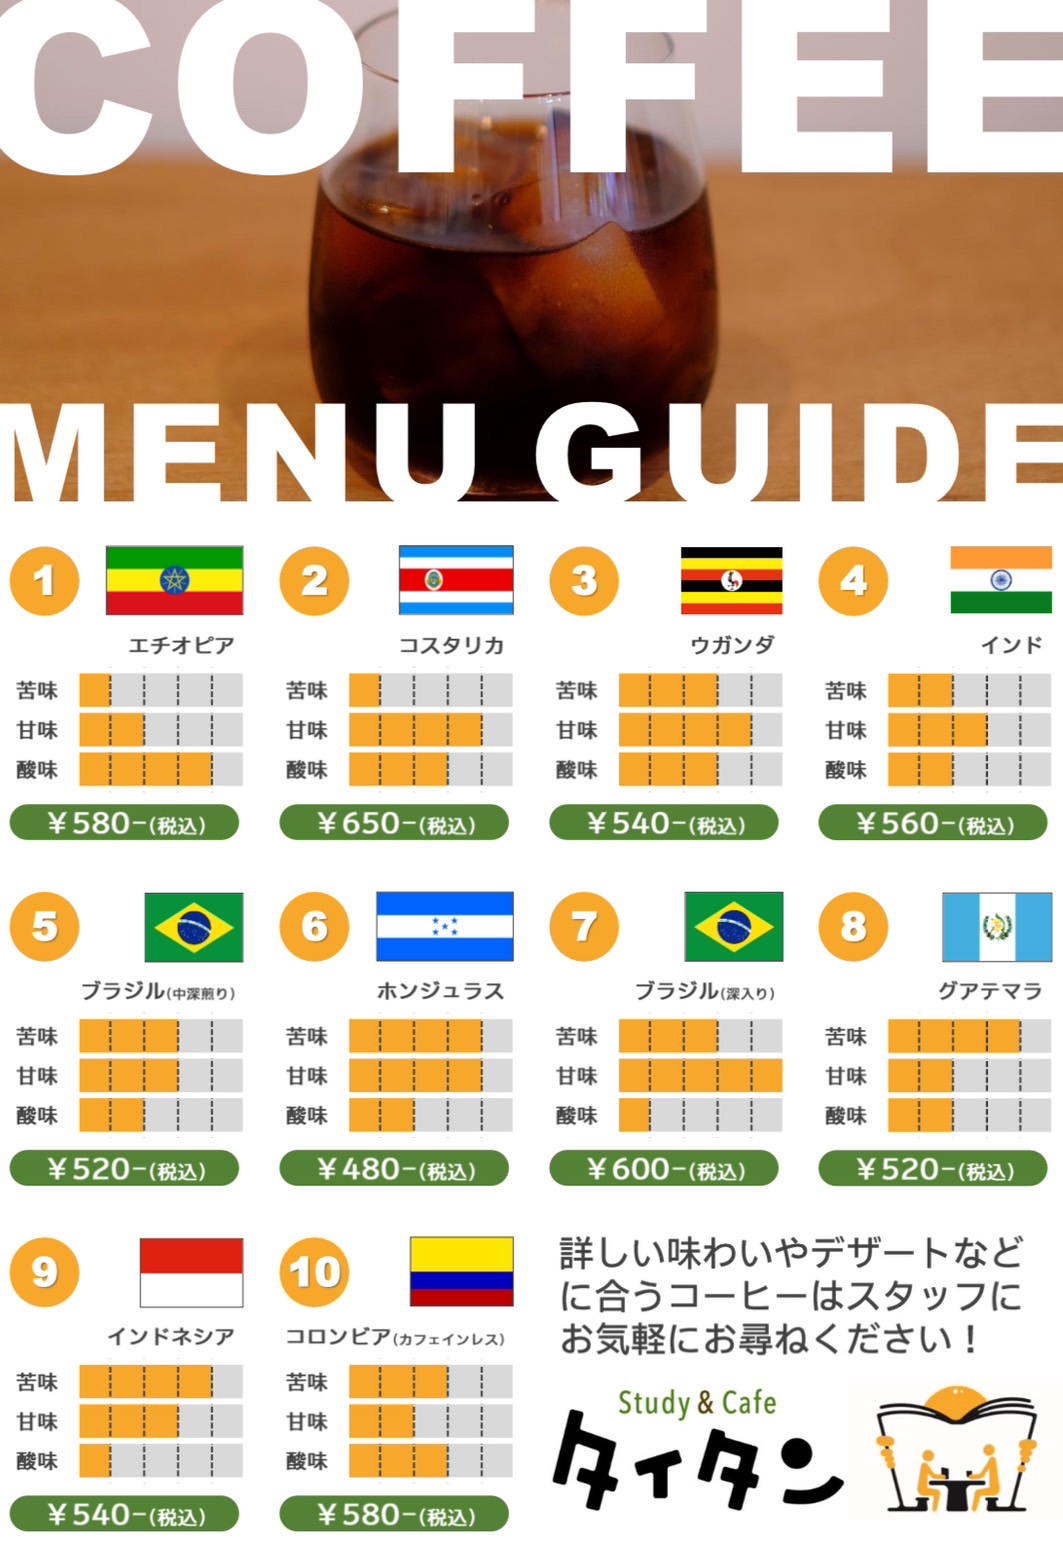 COFFEE
MENU GUIDE
1
エチオピア
苦味
甘味
酸味
¥580-(税込)
2
コスタリカ
苦味
甘味
酸味
¥650-(税込)
3
ウガンダ
苦味
甘味
酸味
¥540-(税込)
4
インド
苦味
甘味
酸味
¥560-(税込)
5
ブラジル(中深煎り)
苦味
甘味
酸味
¥520-(税込)
6
ホンジュラス
苦味
甘味
酸味
¥480-(税込)
7
ブラジル(深入り)
苦味
甘味
酸味
¥600-(税込)
8
グアテマラ
苦味
甘味
酸味
¥520-(税込)
9
インドネシア
苦味
甘味
酸味
¥540-(税込)
10
コロンビア(カフェインレス)
苦味
甘味
酸味
¥580-(税込)
詳しい味わいやデザートなど
に合うコーヒーはスタッフに
お気軽にお尋ねください！
Study & Cafe
タイタン